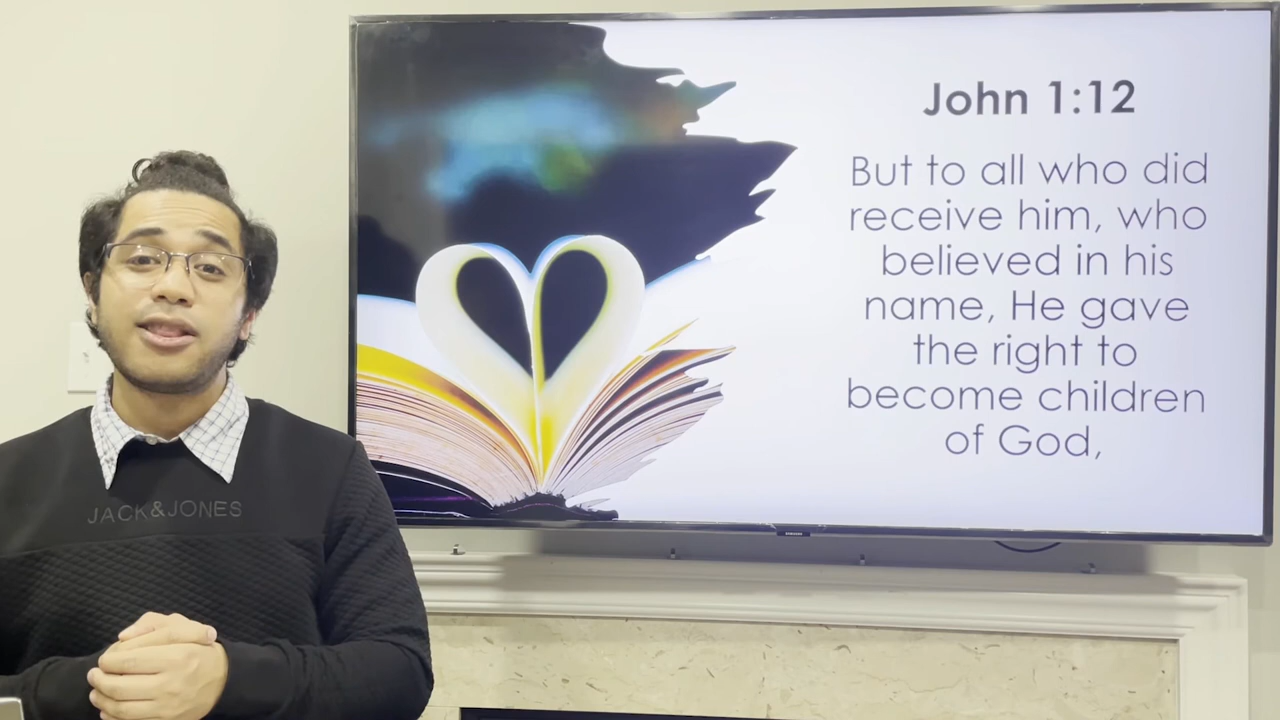 John 1:12
But to all who did
receive him, who
believed in his
name, He gave
the right to
become children
of God,
JACK&JONES
SAMSUNG